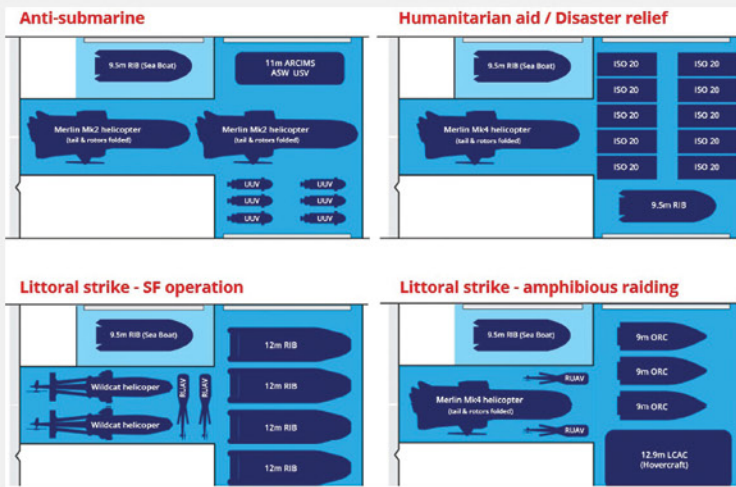 Anti-submarine
9.5m RIB (Sea Boat)
11m ARCIMS
ASW USV
Merlin Mk2 helicopter
(tail & rotors folded)
Merlin Mk2 helicopter
(tail & rotors folded)
UUV
UUV
UUV
UUV
UUV
UUV
Humanitarian aid / Disaster relief
9.5m RIB (Sea Boat)
ISO 20
ISO 20
ISO 20
ISO 20
ISO 20
ISO 20
ISO 20
ISO 20
ISO 20
ISO 20
Merlin Mk4 helicopter
(tail & rotors folded)
9.5m RIB
Littoral strike - SF operation
9.5m RIB (Sea Boat)
Wildcat helicoper
Wildcat helicopter
RUAV
RUAV
12m RIB
12m RIB
12m RIB
12m RIB
Littoral strike - amphibious raiding
9.5m RIB (Sea Boat)
RUAV
Merlin Mk4 helicopter
(tail & rotors folded)
RUAV
9m ORC
9m ORC
9m ORC
12.9m LCAC
(Hovercraft)